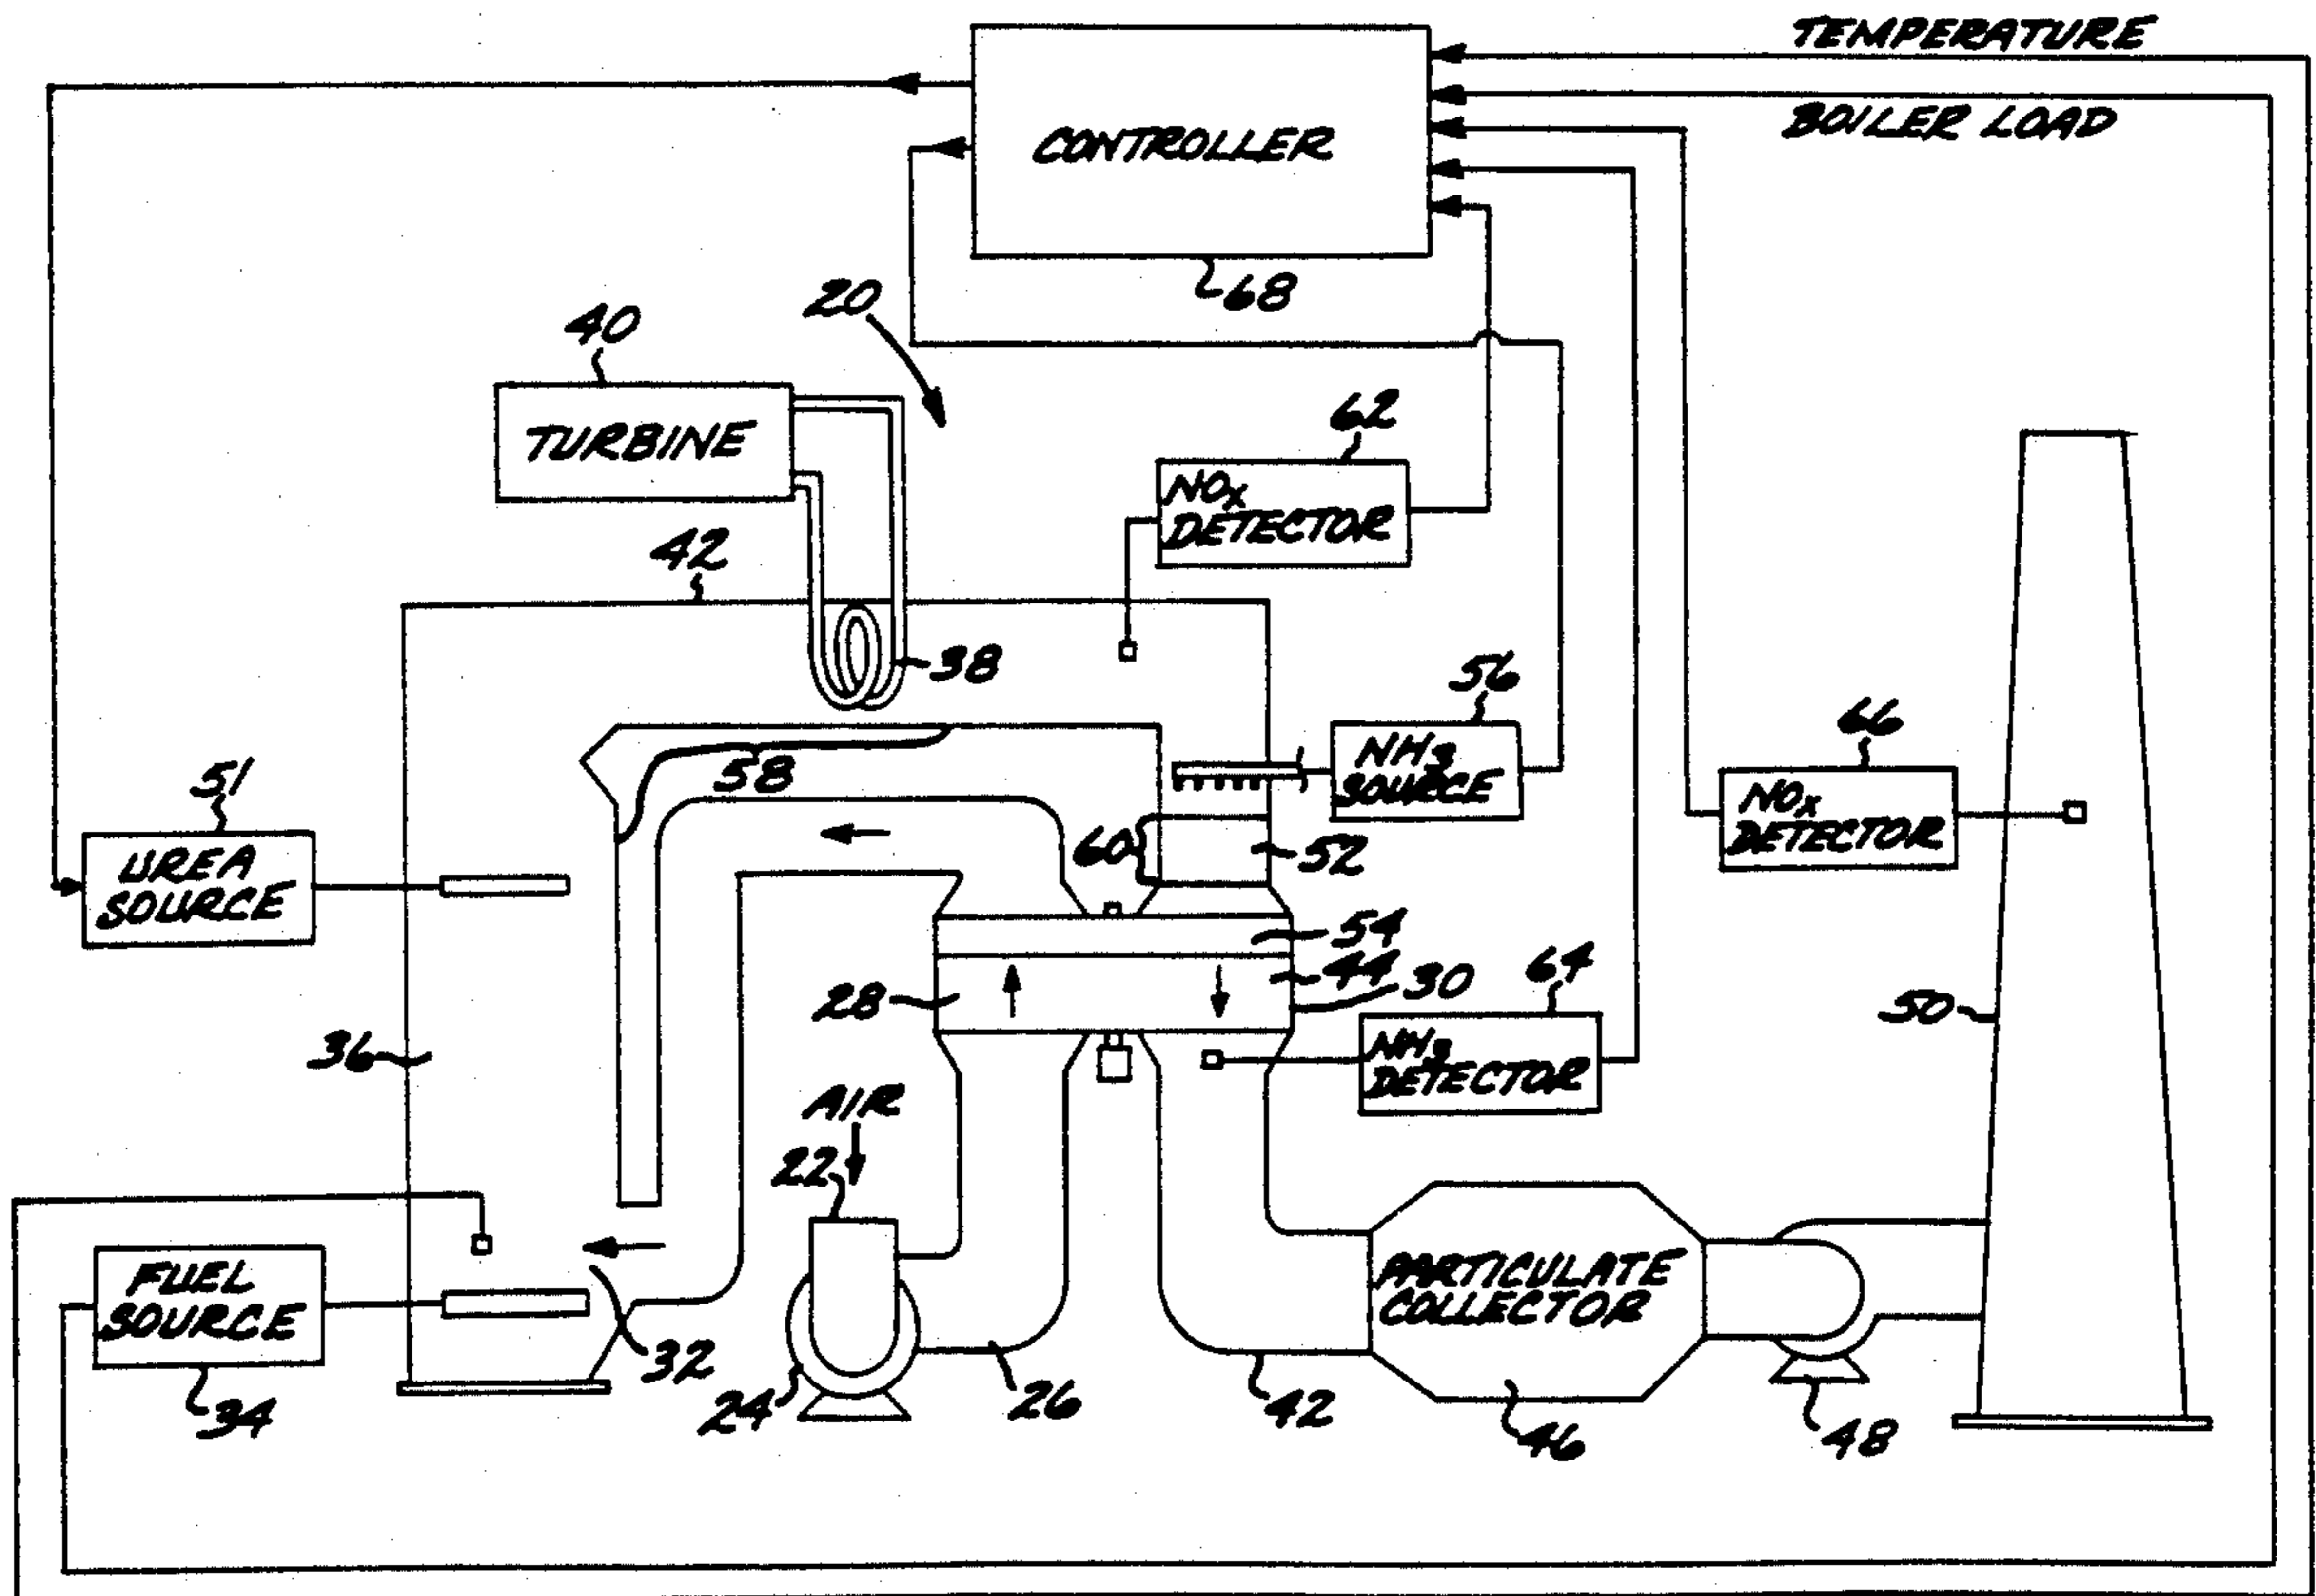 TEMPERATURE
BOILER LOAD
CONTROLLER
68
20
40
TURBINE
62
NOx
DETECTOR
42
38
56
NH3
SOURCE
58
66
NOx
DETECTOR
51
UREA
SOURCE
60
52
54
44
30
28
64
NH3
DETECTOR
50
36
AIR
22
FUEL
SOURCE
34
32
24
26
42
PARTICULATE
COLLECTOR
46
48